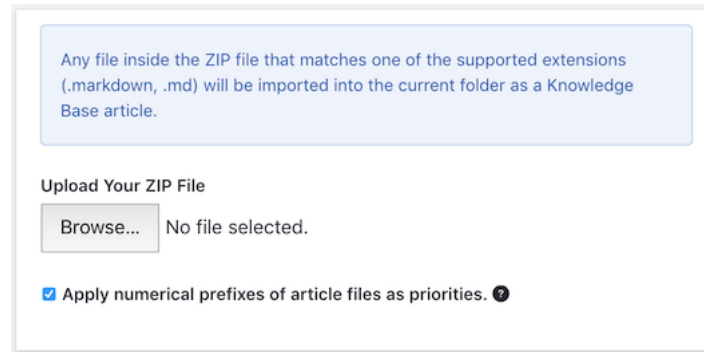 Any file inside the ZIP file that matches one of the supported extensions
(.markdown, .md) will be imported into the current folder as a Knowledge
Base article.
Upload Your ZIP File
Browse... No file selected.
Apply numerical prefixes of article files as priorities. ?